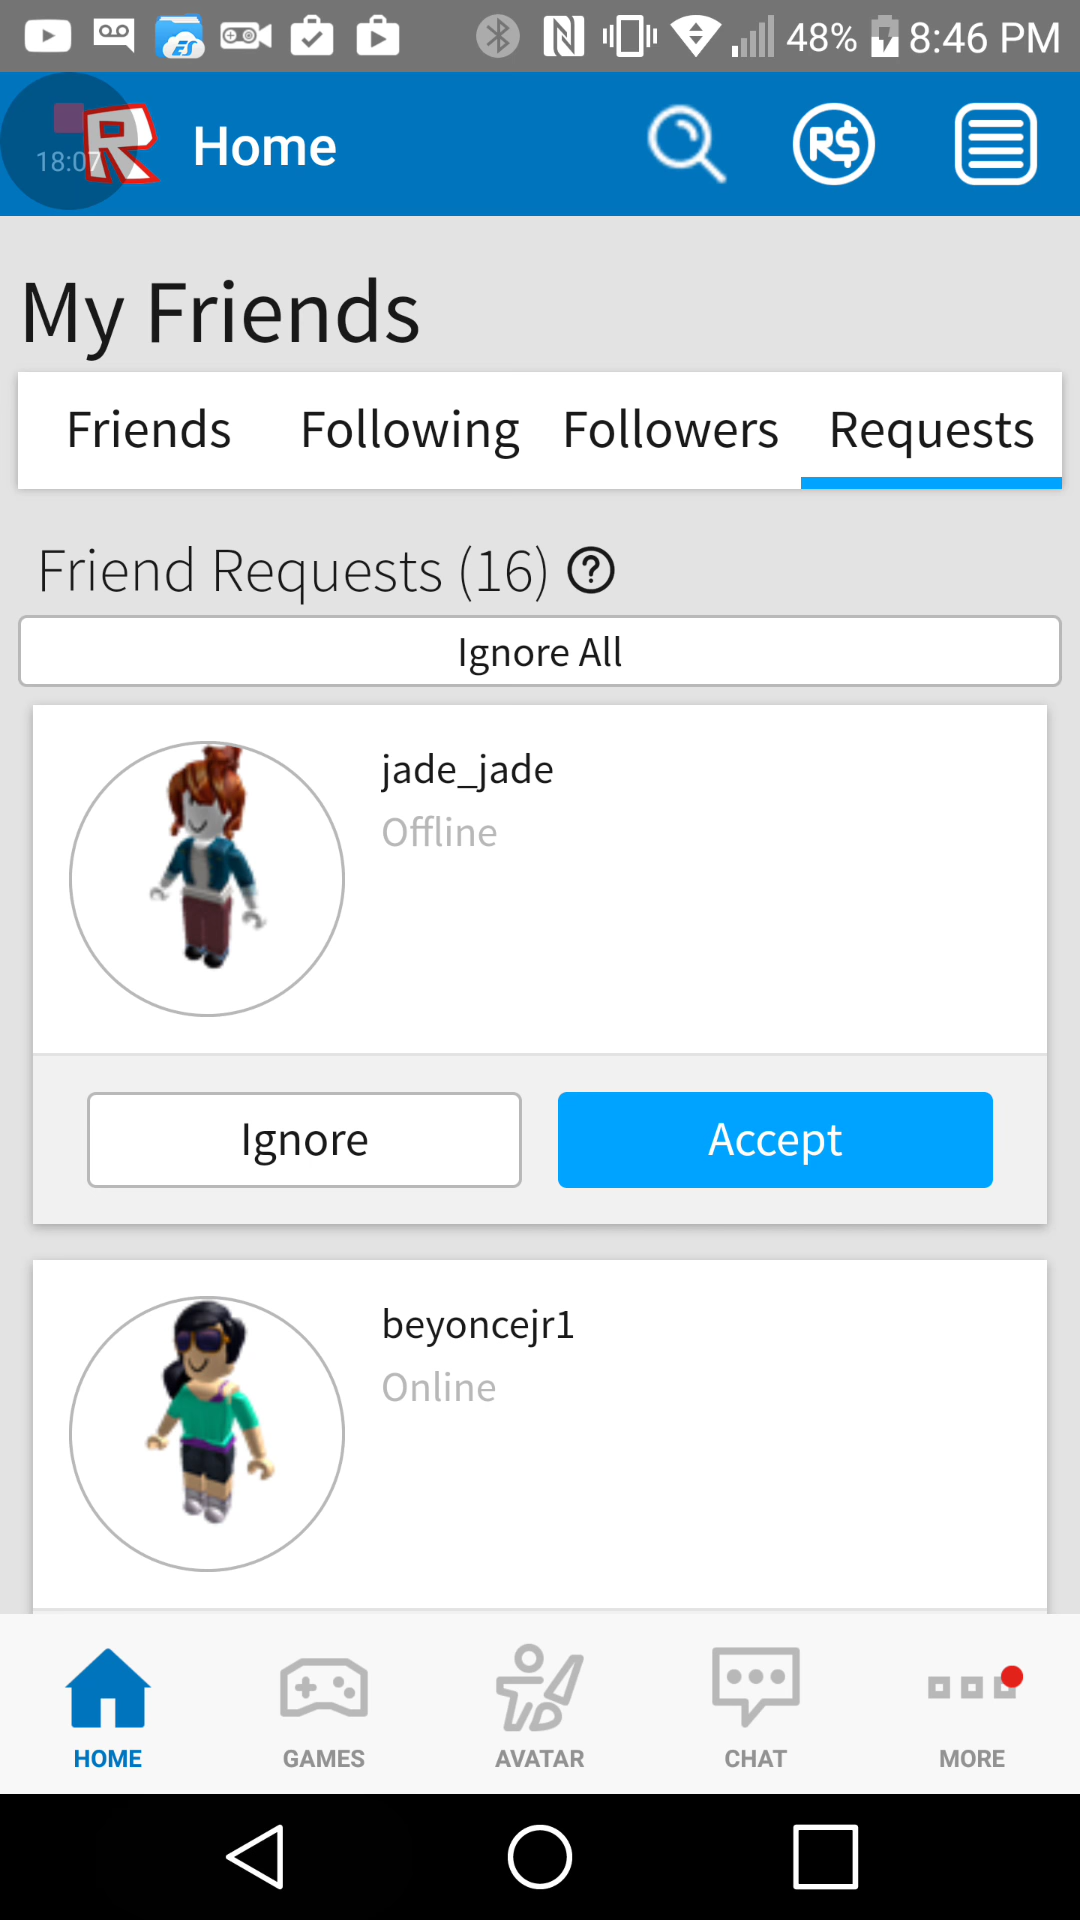 48% 8:46 PM
18:07
R Home R$
My Friends
Friends Following Followers Requests
Friend Requests (16) ?
Ignore All
jade_jade
Offline
Ignore Accept
beyoncejr1
Online
HOME GAMES AVATAR CHAT MORE